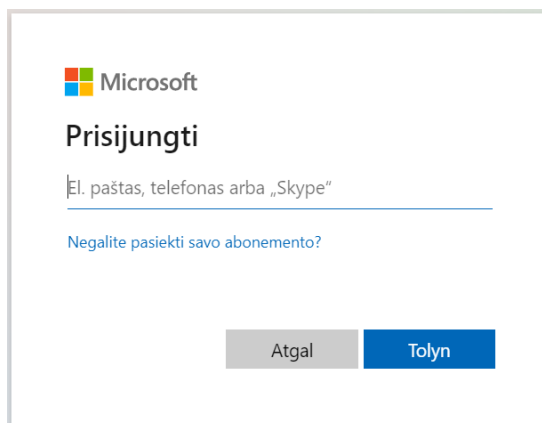 Microsoft
Prisijungti
El. paštas, telefonas arba „Skype“
Negalite pasiekti savo abonemento?
Atgal
Tolyn